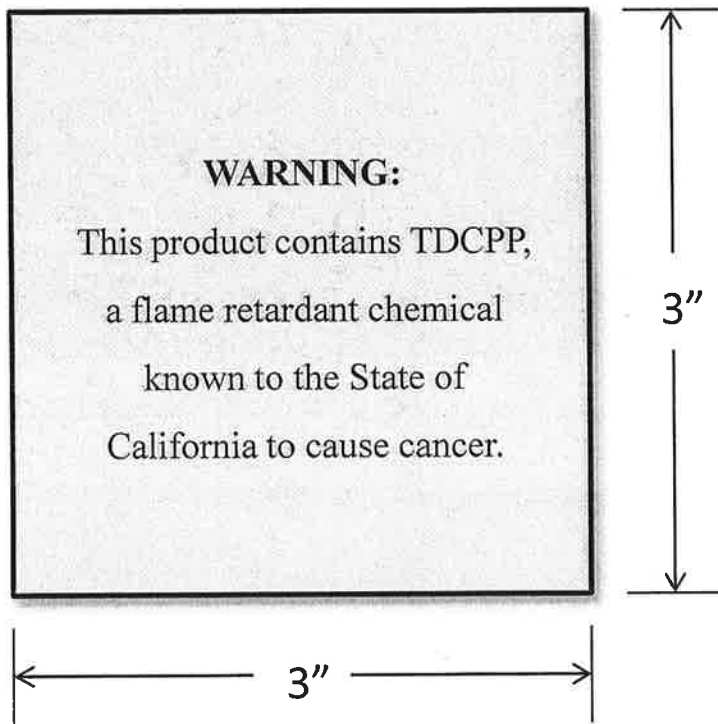 WARNING:
This product contains TDCPP,
a flame retardant chemical
known to the State of
California to cause cancer.
3”
3”